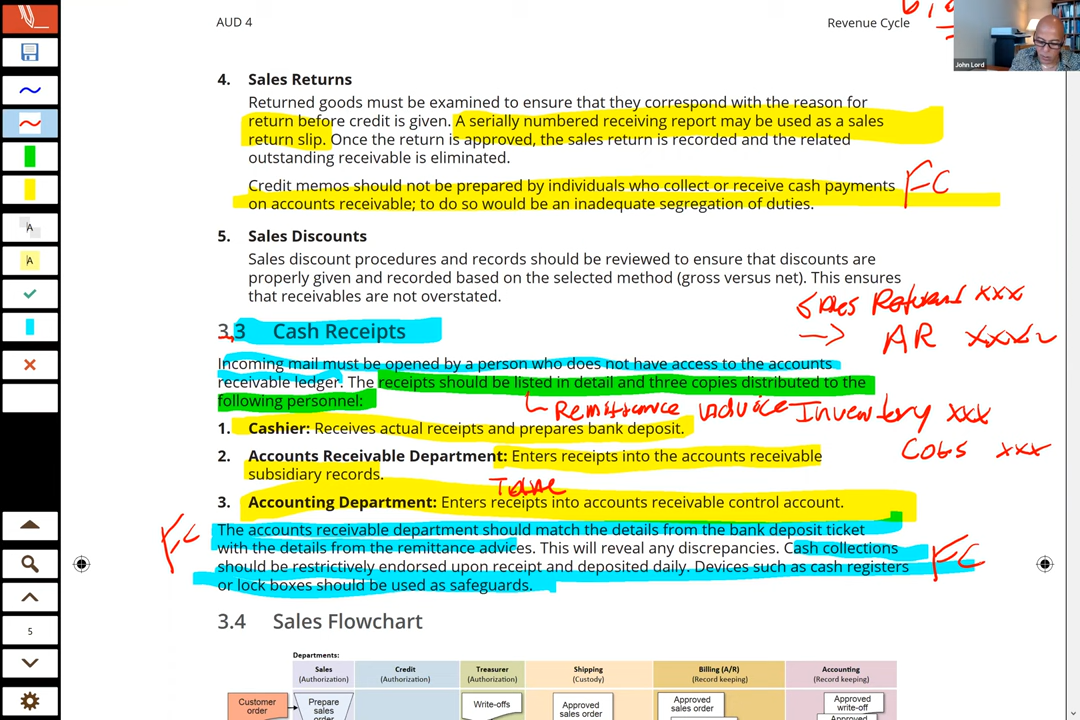 AUD 4
Revenue Cycle
John Lord
4. Sales Returns
Returned goods must be examined to ensure that they correspond with the reason for
return before credit is given. A serially numbered receiving report may be used as a sales
return slip. Once the return is approved, the sales return is recorded and the related
outstanding receivable is eliminated.
Credit memos should not be prepared by individuals who collect or receive cash payments
FC
on accounts receivable; to do so would be an inadequate segregation of duties.
5. Sales Discounts
Sales discount procedures and records should be reviewed to ensure that discounts are
properly given and recorded based on the selected method (gross versus net). This ensures
that receivables are not overstated.
Sales Returns xxx
AR xxx
3.3 Cash Receipts
Incoming mail must be opened by a person who does not have access to the accounts
receivable ledger. The receipts should be listed in detail and three copies distributed to the
following personnel:
Remittance advice
Inventory xxx
COGS xxx
1. Cashier: Receives actual receipts and prepares bank deposit.
2. Accounts Receivable Department: Enters receipts into the accounts receivable
subsidiary records.
3. Accounting Department: Enters receipts into accounts receivable control account.
FC
The accounts receivable department should match the details from the bank deposit ticket
with the details from the remittance advices. This will reveal any discrepancies. Cash collections
should be restrictively endorsed upon receipt and deposited daily. Devices such as cash registers
or lock boxes should be used as safeguards.
FC
3.4 Sales Flowchart
Departments:
Sales
(Authorization)
Credit
(Authorization)
Treasurer
(Authorization)
Shipping
(Custody)
Billing (A/R)
(Record keeping)
Accounting
(Record keeping)
Customer
order
Prepare
sales
order
Write-offs
Approved
sales order
Approved
sales order
Approved
write-off
Approved
A
A
5